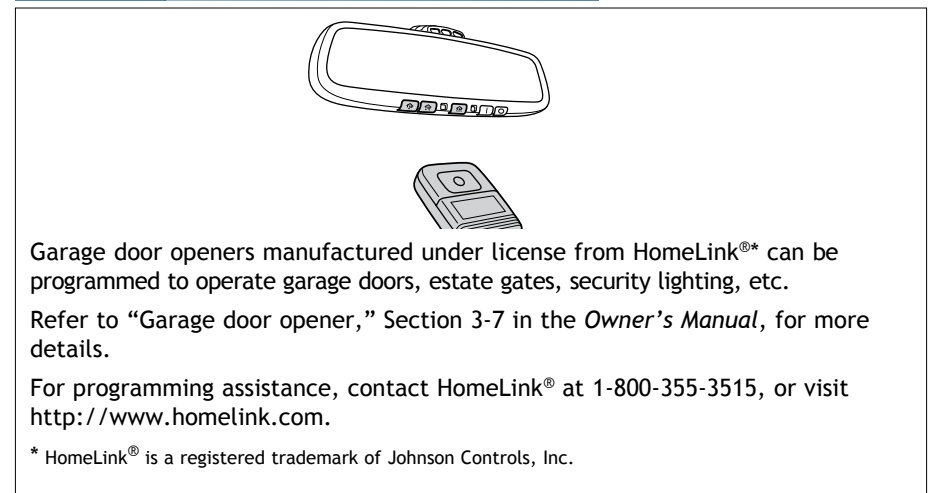 Garage door openers manufactured under license from HomeLink®* can be
programmed to operate garage doors, estate gates, security lighting, etc.
Refer to “Garage door opener,” Section 3-7 in the Owner’s Manual, for more
details.
For programming assistance, contact HomeLink® at 1-800-355-3515, or visit
http://www.homelink.com.
* HomeLink® is a registered trademark of Johnson Controls, Inc.